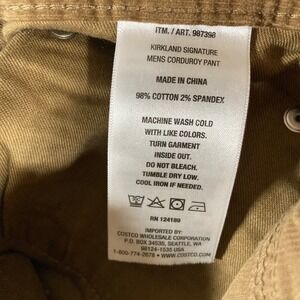 ITM. / ART. 987398
KIRKLAND SIGNATURE
MENS CORDUROY PANT
MADE IN CHINA
98% COTTON 2% SPANDEX
MACHINE WASH COLD
WITH LIKE COLORS.
TURN GARMENT
INSIDE OUT.
DO NOT BLEACH.
TUMBLE DRY LOW.
COOL IRON IF NEEDED.
RN 124189
IMPORTED BY:
COSTCO WHOLESALE CORPORATION
P.O. BOX 34535, SEATTLE, WA
98124-1535 USA
1-800-774-2678 • WWW.COSTCO.COM